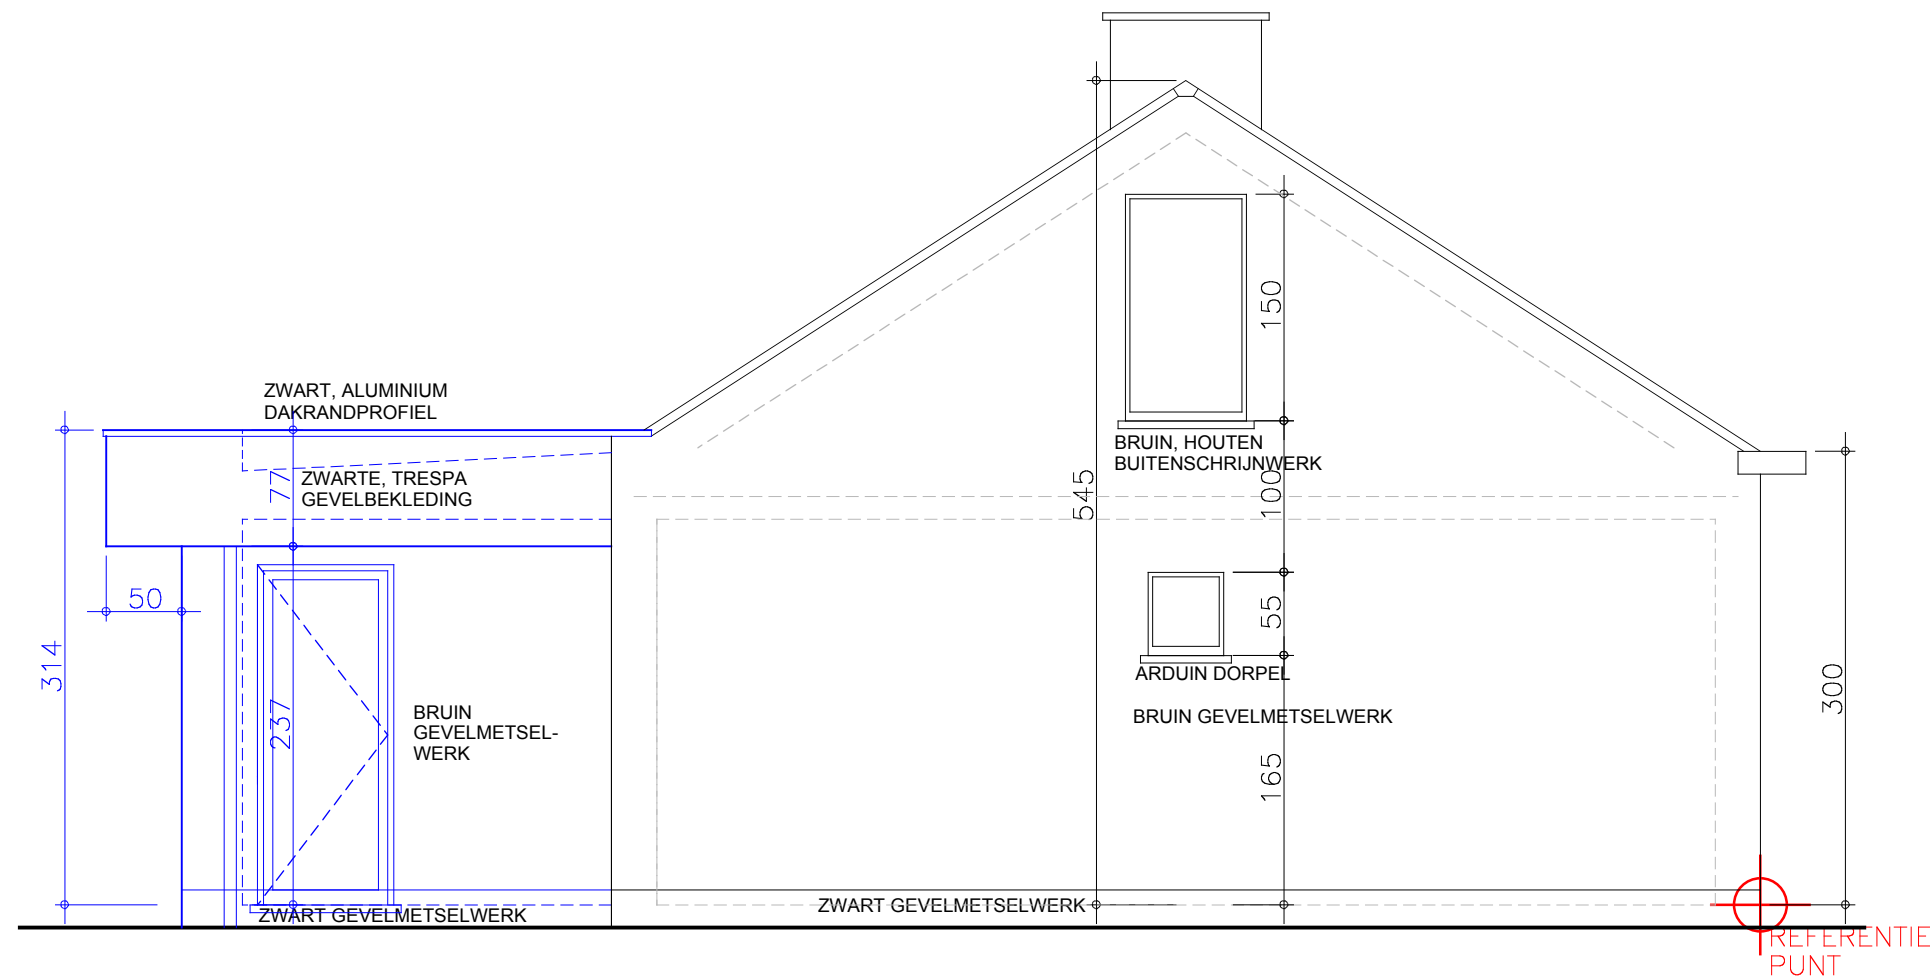 ZWART, ALUMINIUM
DAKRANDPROFIEL
77
ZWARTE, TRESPA
GEVELBEKLEDING
50
314
237
BRUIN
GEVELMETSEL-
WERK
ZWART GEVELMETSELWERK
545
150
BRUIN, HOUTEN
BUITENSCHRIJNWERK
100
55
ARDUIN DORPEL
BRUIN GEVELMETSELWERK
165
ZWART GEVELMETSELWERK
300
REFERENTIE
PUNT